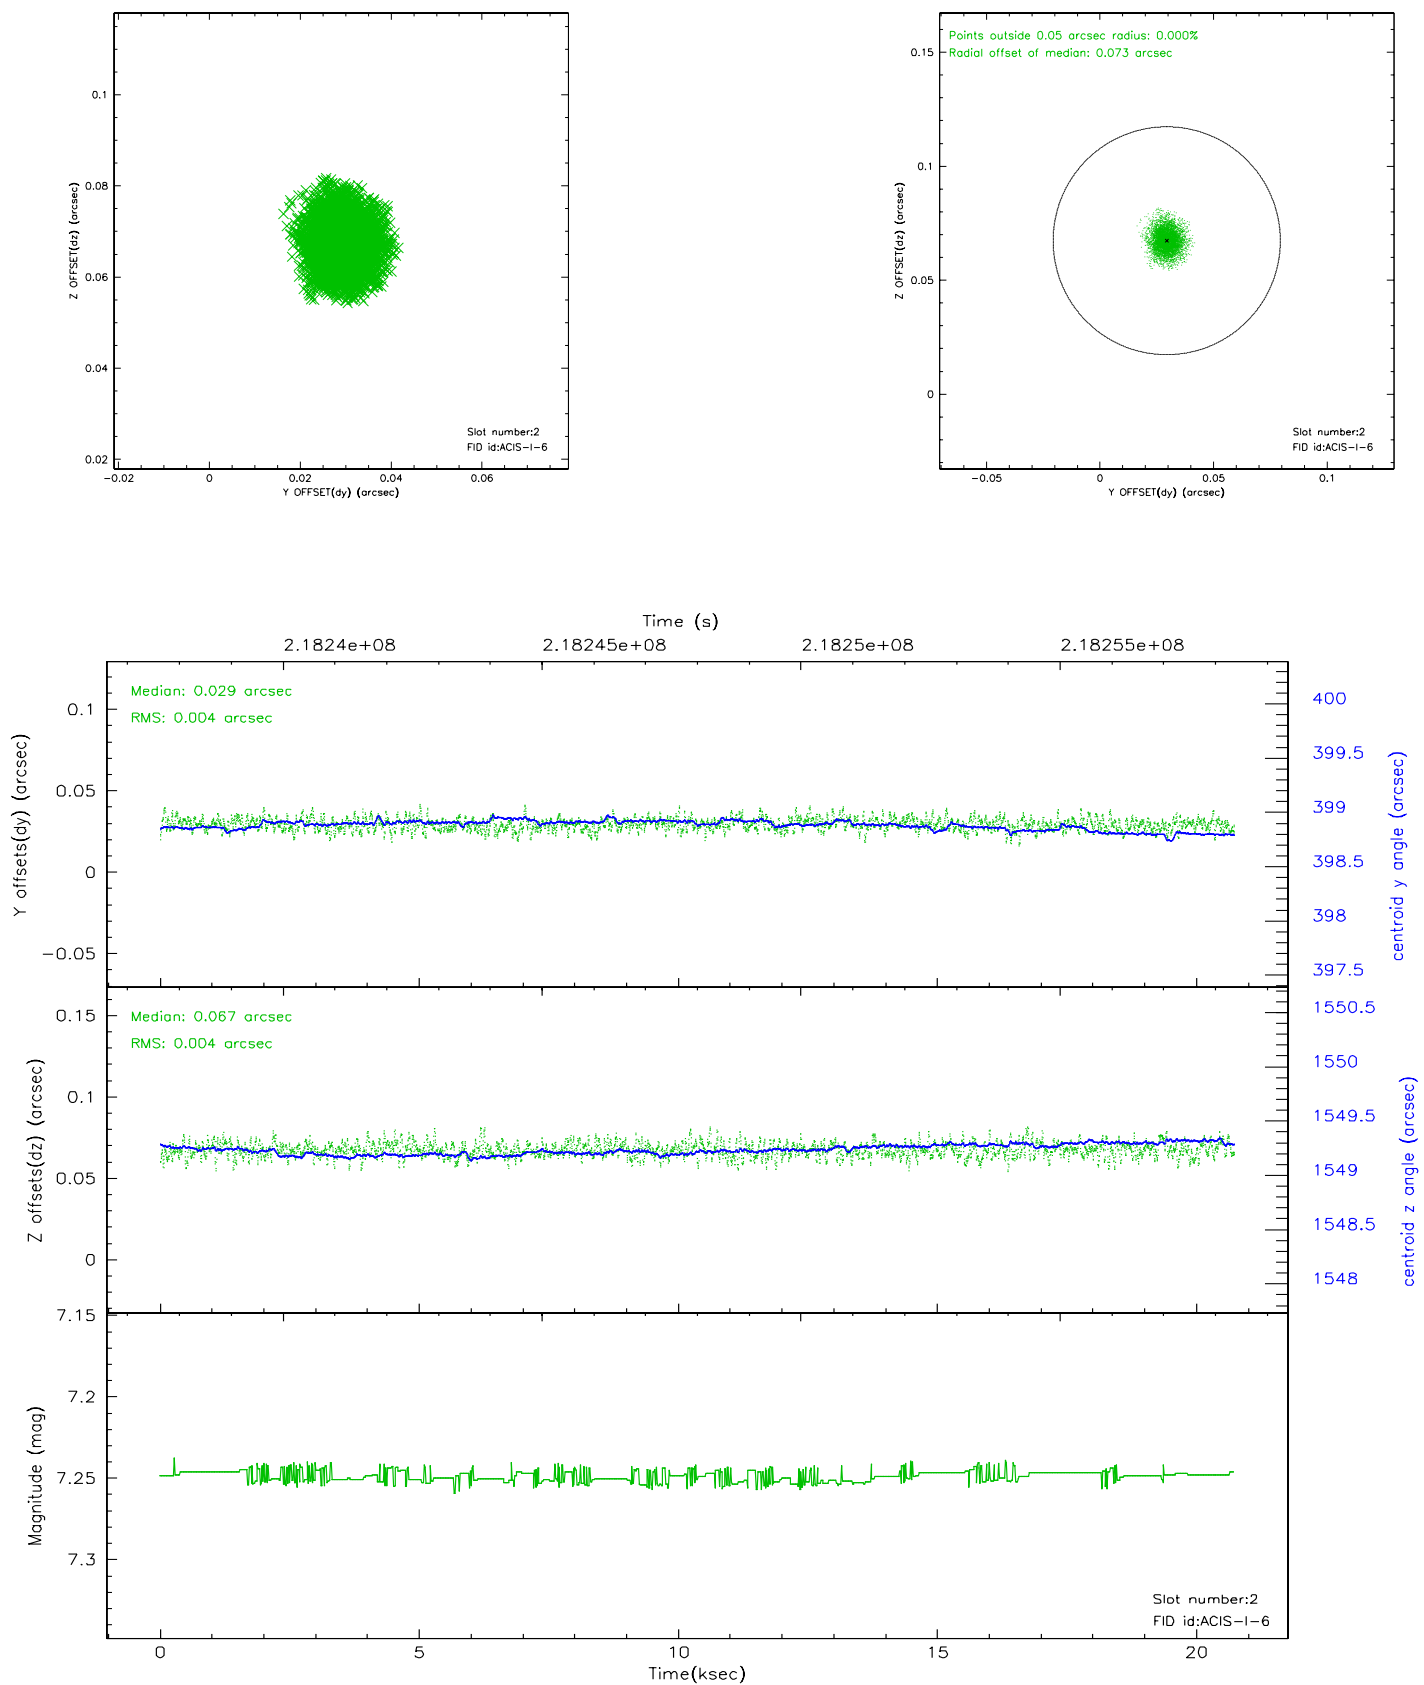 0.1
0.08
0.06
0.04
0.02
Z OFFSET(dz) (arcsec)
-0.02
0
0.02
0.04
0.06
Y OFFSET(dy) (arcsec)
Slot number:2
FID id:ACIS-I-6
Points outside 0.05 arcsec radius: 0.000%
Radial offset of median: 0.073 arcsec
0.15
0.1
0.05
0
Z OFFSET(dz) (arcsec)
-0.05
0
0.05
0.1
Y OFFSET(dy) (arcsec)
Slot number:2
FID id:ACIS-I-6
Time (s)
2.1824e+08
2.18245e+08
2.1825e+08
2.18255e+08
Median: 0.029 arcsec
RMS: 0.004 arcsec
0.1
0.05
0
-0.05
Y offsets(dy) (arcsec)
400
399.5
399
398.5
398
397.5
centroid y angle (arcsec)
Median: 0.067 arcsec
RMS: 0.004 arcsec
0.15
0.1
0.05
0
Z offsets(dz) (arcsec)
1550.5
1550
1549.5
1549
1548.5
1548
centroid z angle (arcsec)
7.15
7.2
7.25
7.3
Magnitude (mag)
Slot number:2
FID id:ACIS-I-6
0
5
10
15
20
Time(ksec)